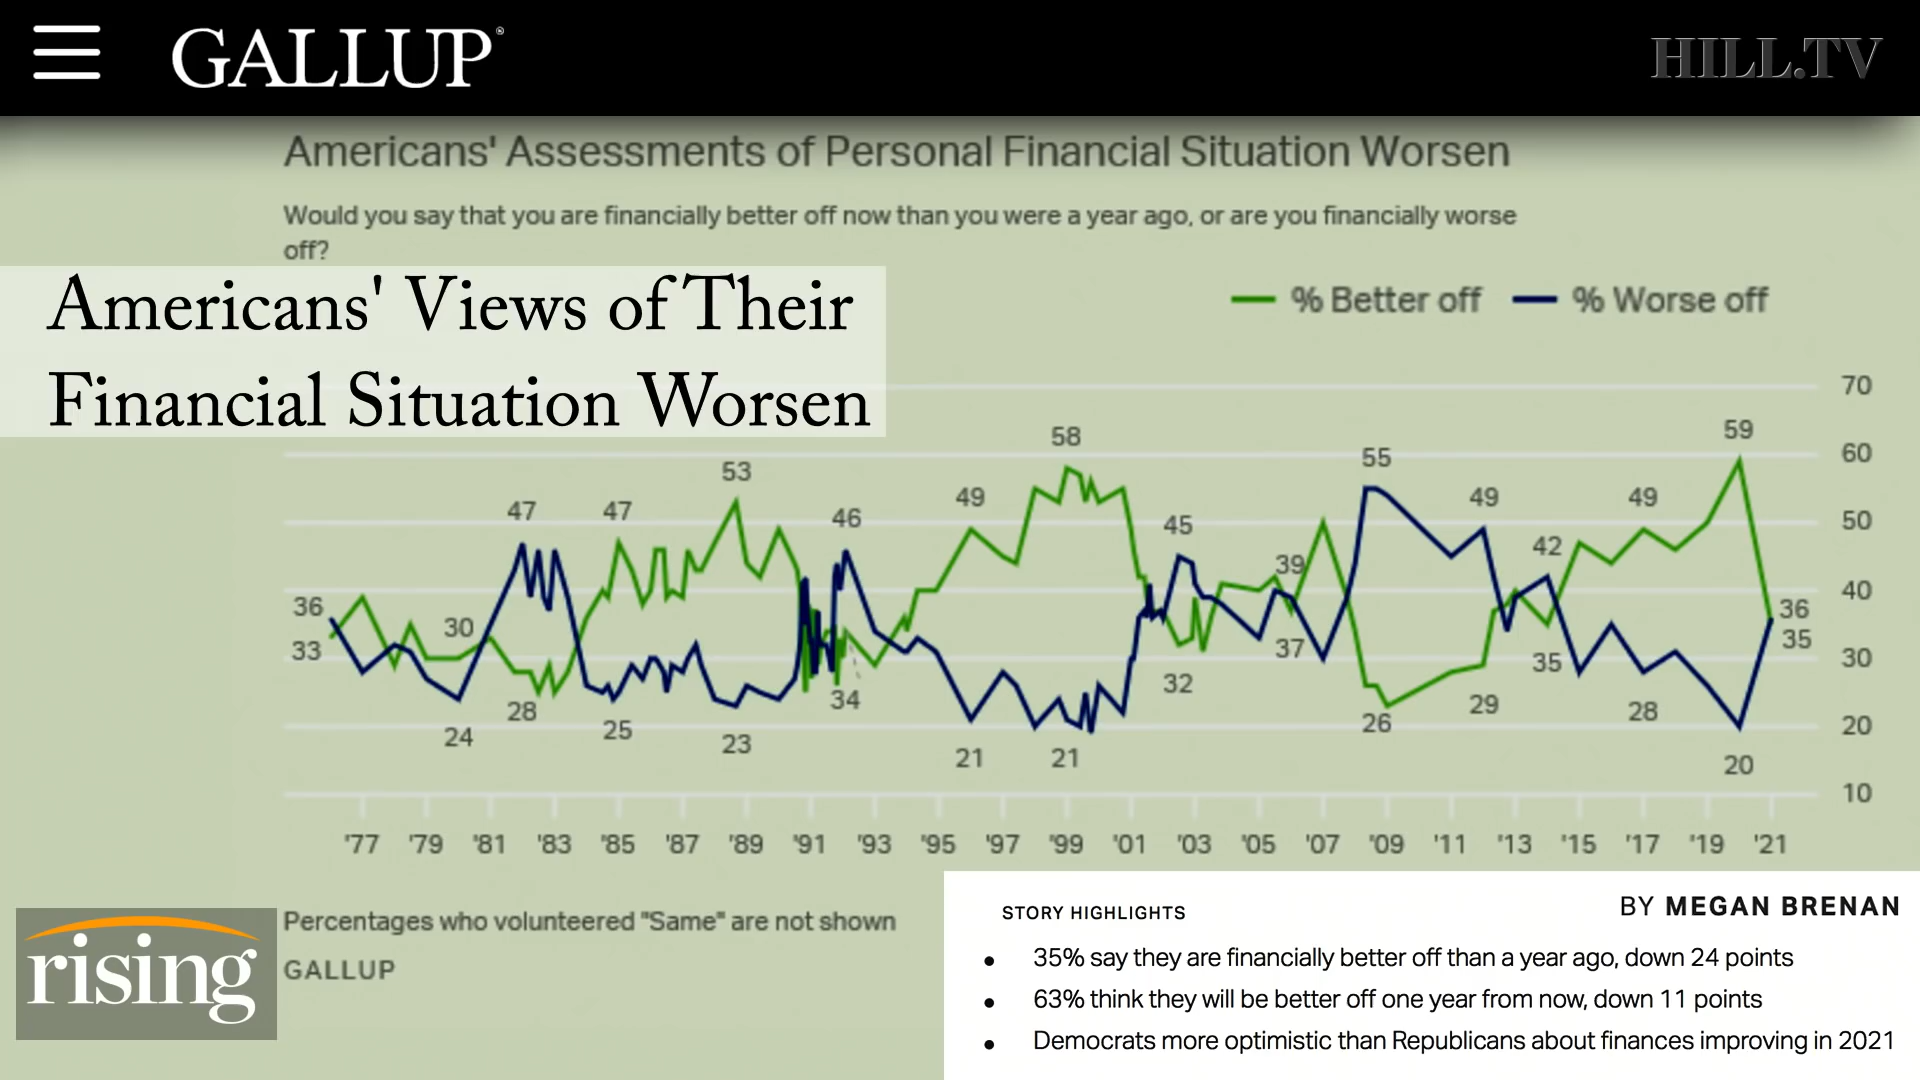 GALLUP®
HILL.TV
Americans' Assessments of Personal Financial Situation Worsen
Would you say that you are financially better off now than you were a year ago, or are you financially worse
off?
Americans' Views of Their
Financial Situation Worsen
% Better off % Worse off
70
60
50
40
30
20
10
36
33
30
24
47
28
47
25
53
23
46
34
49
21
58
21
45
32
39
37
55
26
49
29
42
35
49
28
59
20
36
35
'77 '79 '81 '83 '85 '87 '89 '91 '93 '95 '97 '99 '01 '03 '05 '07 '09 '11 '13 '15 '17 '19 '21
Percentages who volunteered "Same" are not shown
GALLUP
rising
STORY HIGHLIGHTS
BY MEGAN BRENAN
• 35% say they are financially better off than a year ago, down 24 points
• 63% think they will be better off one year from now, down 11 points
• Democrats more optimistic than Republicans about finances improving in 2021